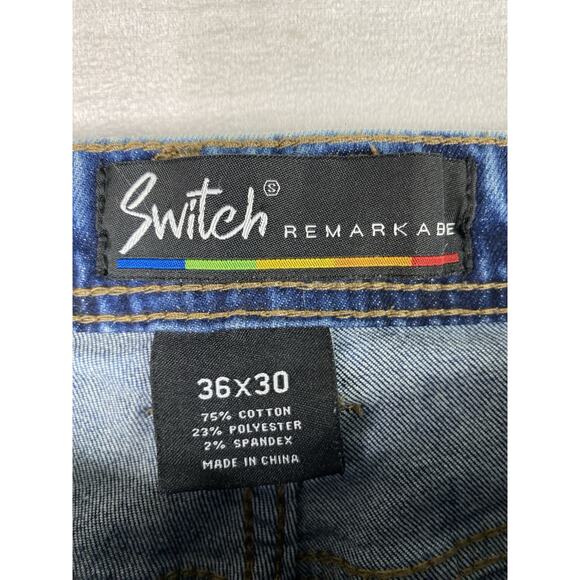 Switch Ⓢ REMARKABE
36X30
75% COTTON
23% POLYESTER
2% SPANDEX
MADE IN CHINA